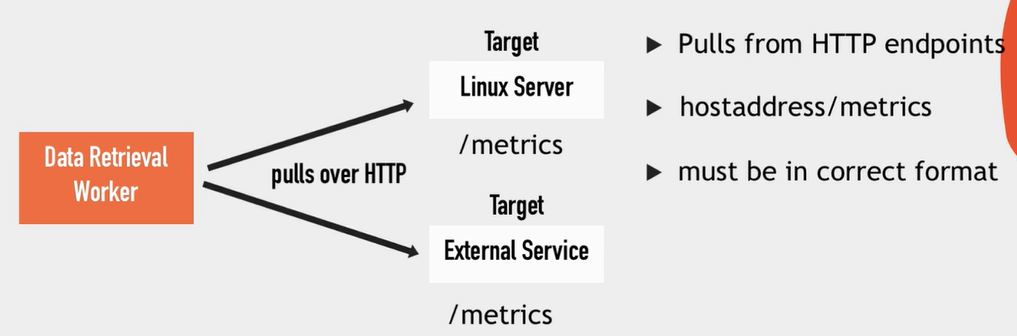 Data Retrieval
Worker
pulls over HTTP
Target
Linux Server
/metrics
Target
External Service
/metrics
Pulls from HTTP endpoints
hostaddress/metrics
must be in correct format